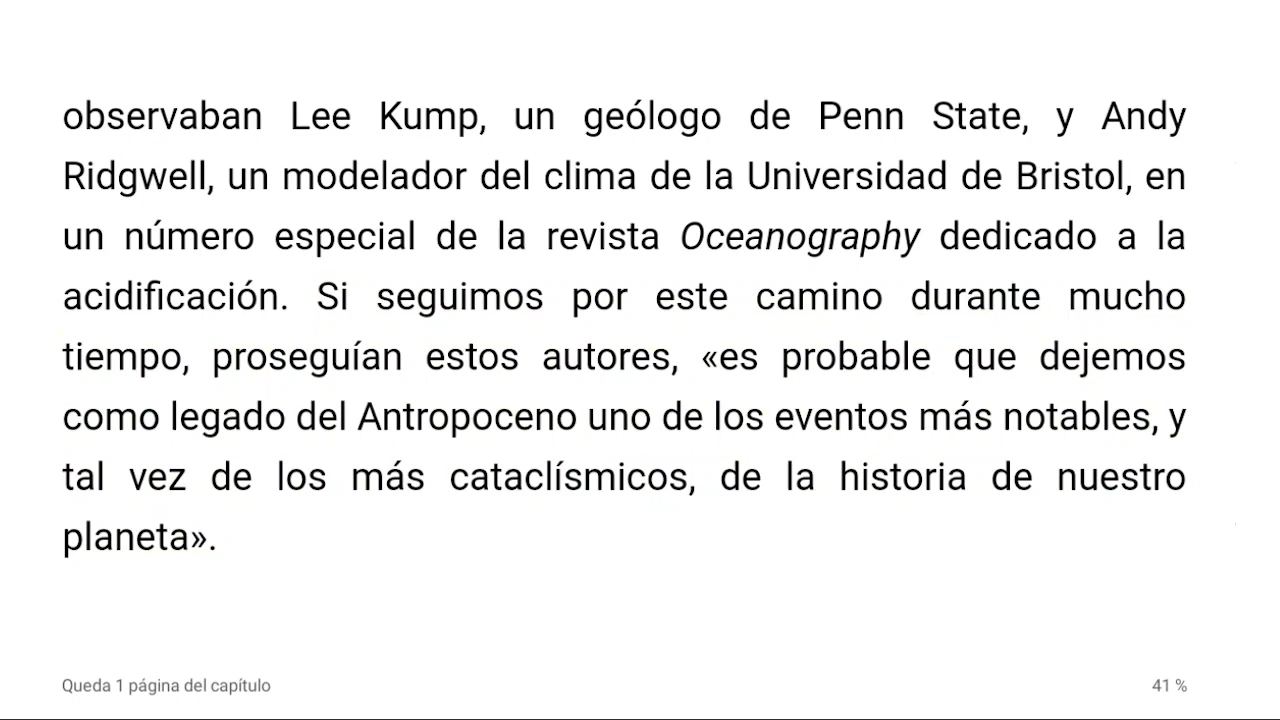 observaban Lee Kump, un geólogo de Penn State, y Andy
Ridgwell, un modelador del clima de la Universidad de Bristol, en
un número especial de la revista Oceanography dedicado a la
acidificación. Si seguimos por este camino durante mucho
tiempo, proseguían estos autores, «es probable que dejemos
como legado del Antropoceno uno de los eventos más notables, y
tal vez de los más cataclísmicos, de la historia de nuestro
planeta».
Queda 1 página del capítulo
41 %